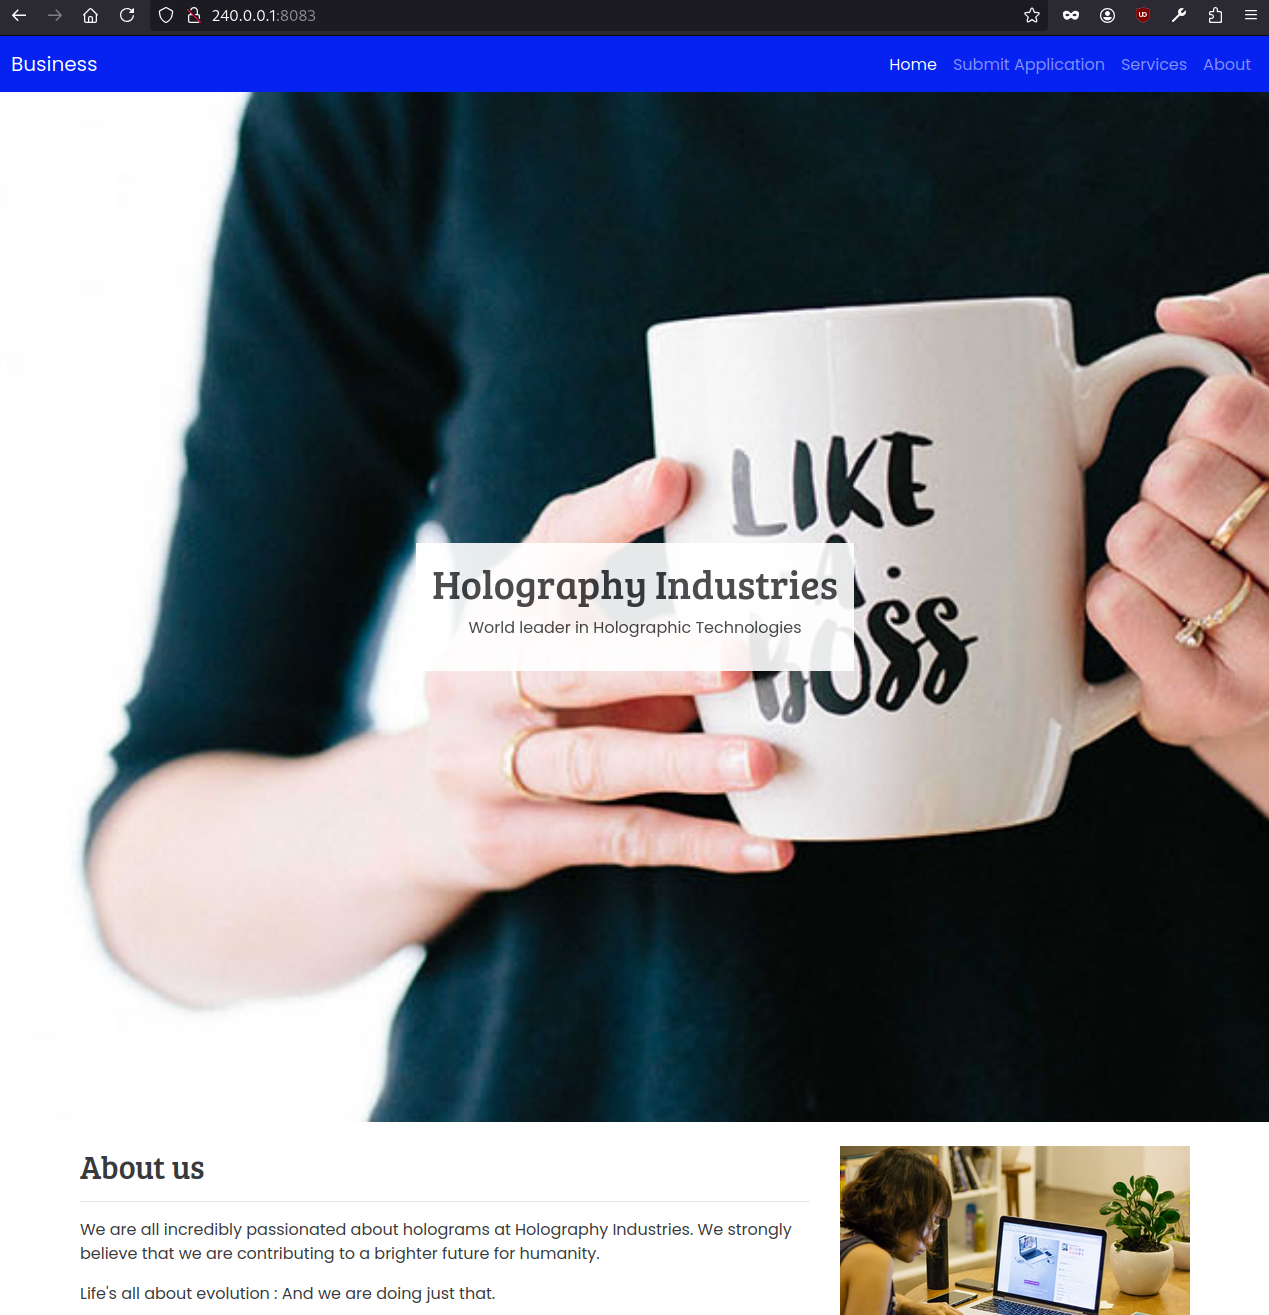 240.0.0.1:8083
Business
Home Submit Application Services About
LIKE
A
BOSS
Holography Industries
World leader in Holographic Technologies
About us
We are all incredibly passionated about holograms at Holography Industries. We strongly
believe that we are contributing to a brighter future for humanity.
Life's all about evolution : And we are doing just that.